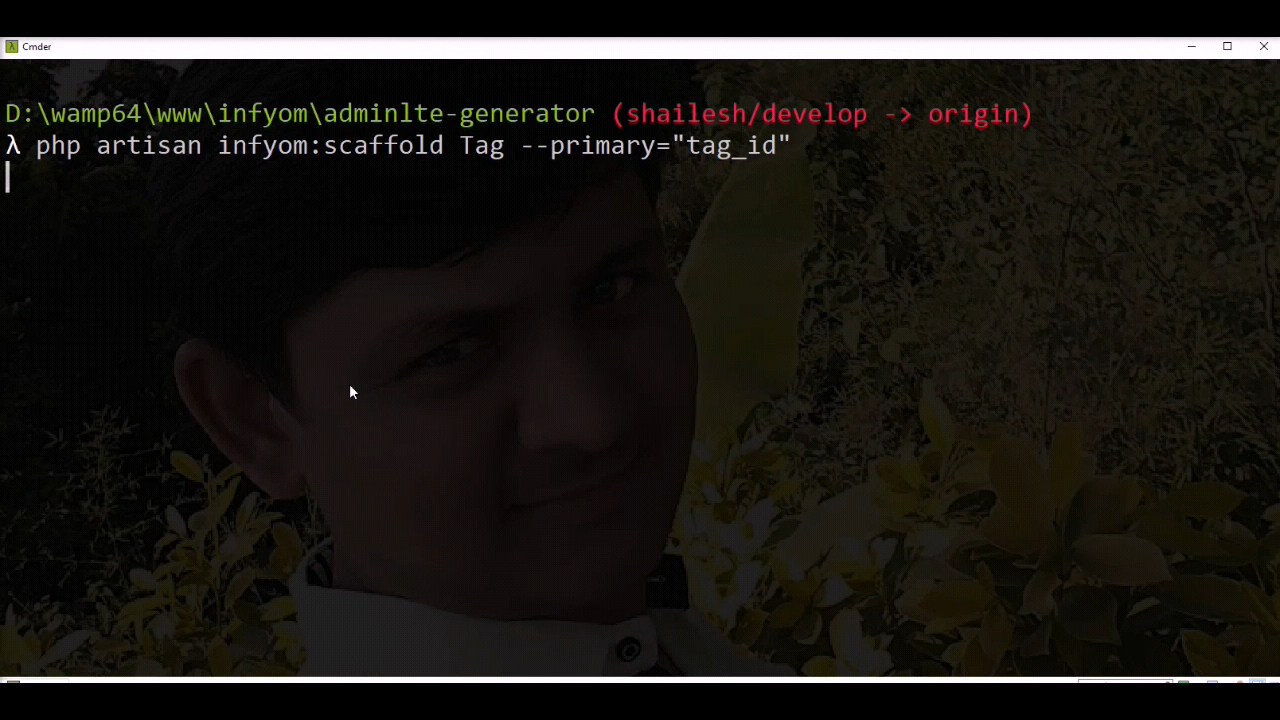 λ Cmder
D:\wamp64\www\infyom\adminlte-generator (shailesh/develop -> origin)
λ php artisan infyom:scaffold Tag --primary="tag_id"